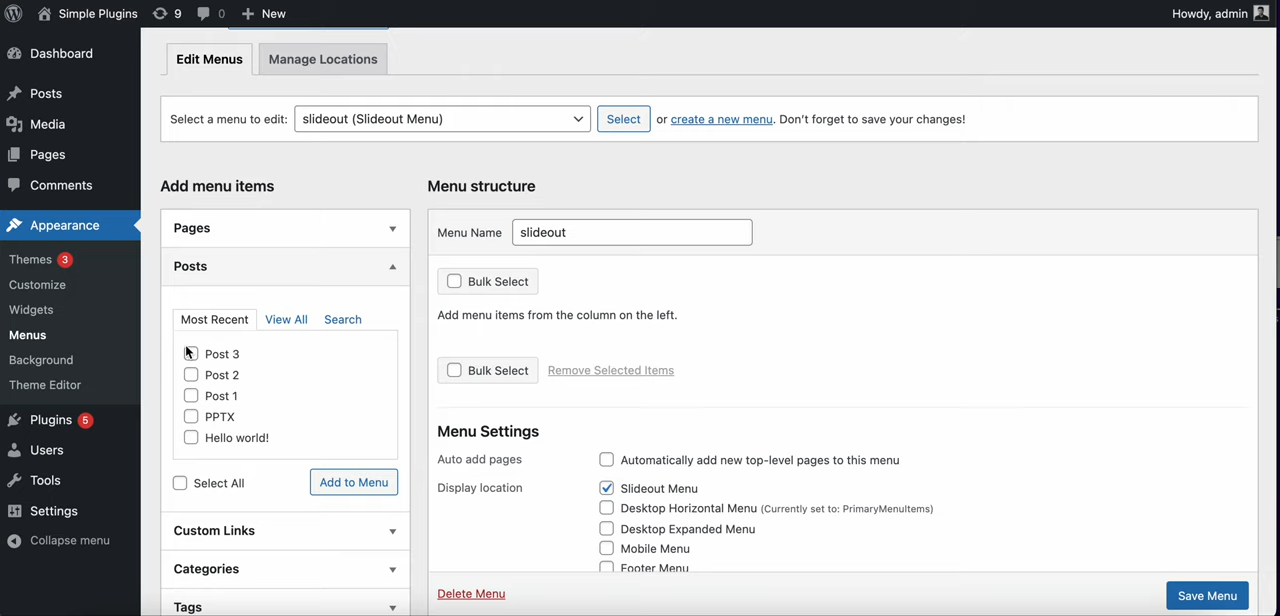 Simple Plugins 9 0 New Howdy, admin
Dashboard
Posts
Media
Pages
Comments
Appearance
Themes 3
Customize
Widgets
Menus
Background
Theme Editor
Plugins 5
Users
Tools
Settings
Collapse menu
Edit Menus Manage Locations
Select a menu to edit: slideout (Slideout Menu) Select or create a new menu. Don't forget to save your changes!
Add menu items
Pages
Posts
Most Recent View All Search
Post 3
Post 2
Post 1
PPTX
Hello world!
Select All Add to Menu
Custom Links
Categories
Tags
Menu structure
Menu Name slideout
Bulk Select
Add menu items from the column on the left.
Bulk Select Remove Selected Items
Menu Settings
Auto add pages Automatically add new top-level pages to this menu
Display location Slideout Menu
Desktop Horizontal Menu (Currently set to: PrimaryMenuItems)
Desktop Expanded Menu
Mobile Menu
Footer Menu
Delete Menu Save Menu